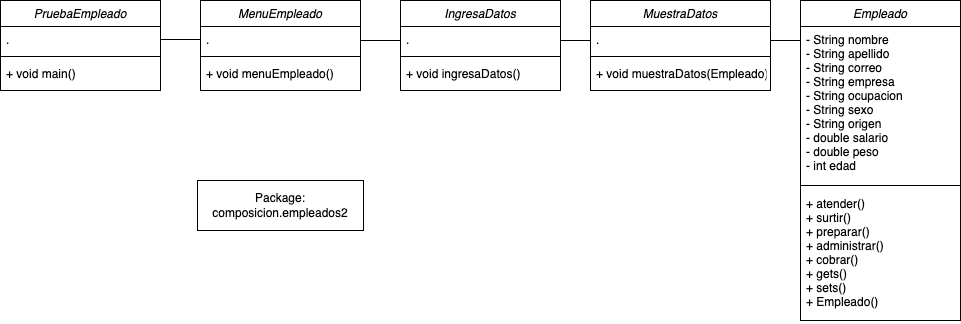 PruebaEmpleado
.
+ void main()
MenuEmpleado
.
+ void menuEmpleado()
IngresaDatos
.
+ void ingresaDatos()
MuestraDatos
.
+ void muestraDatos(Empleado)
Empleado
- String nombre
- String apellido
- String correo
- String empresa
- String ocupacion
- String sexo
- String origen
- double salario
- double peso
- int edad
+ atender()
+ surtir()
+ preparar()
+ administrar()
+ cobrar()
+ gets()
+ sets()
+ Empleado()
Package:
composicion.empleados2